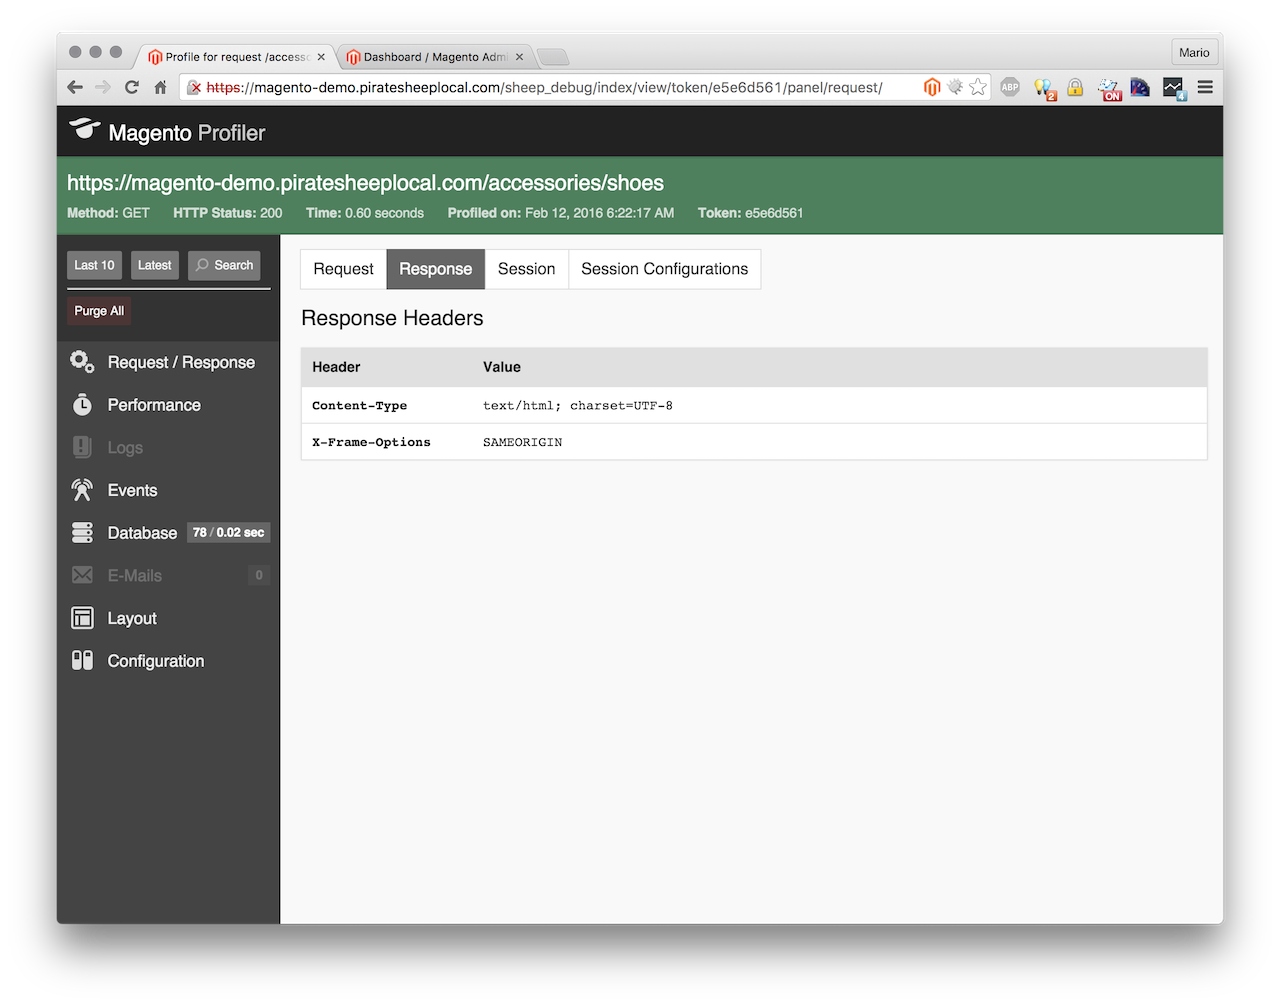 Profile for request /access
Dashboard / Magento Adm
Mario
https://magento-demo.piratesheeplocal.com/sheep_debug/index/view/token/e5e6d561/panel/request/
ABP
2
ON
4
Magento Profiler
https://magento-demo.piratesheeplocal.com/accessories/shoes
Method: GET HTTP Status: 200 Time: 0.60 seconds Profiled on: Feb 12, 2016 6:22:17 AM Token: e5e6d561
Last 10 Latest Search
Purge All
Request / Response
Performance
Logs
Events
Database 78 / 0.02 sec
E-Mails 0
Layout
Configuration
Request Response Session Session Configurations
Response Headers
Header Value
Content-Type text/html; charset=UTF-8
X-Frame-Options SAMEORIGIN